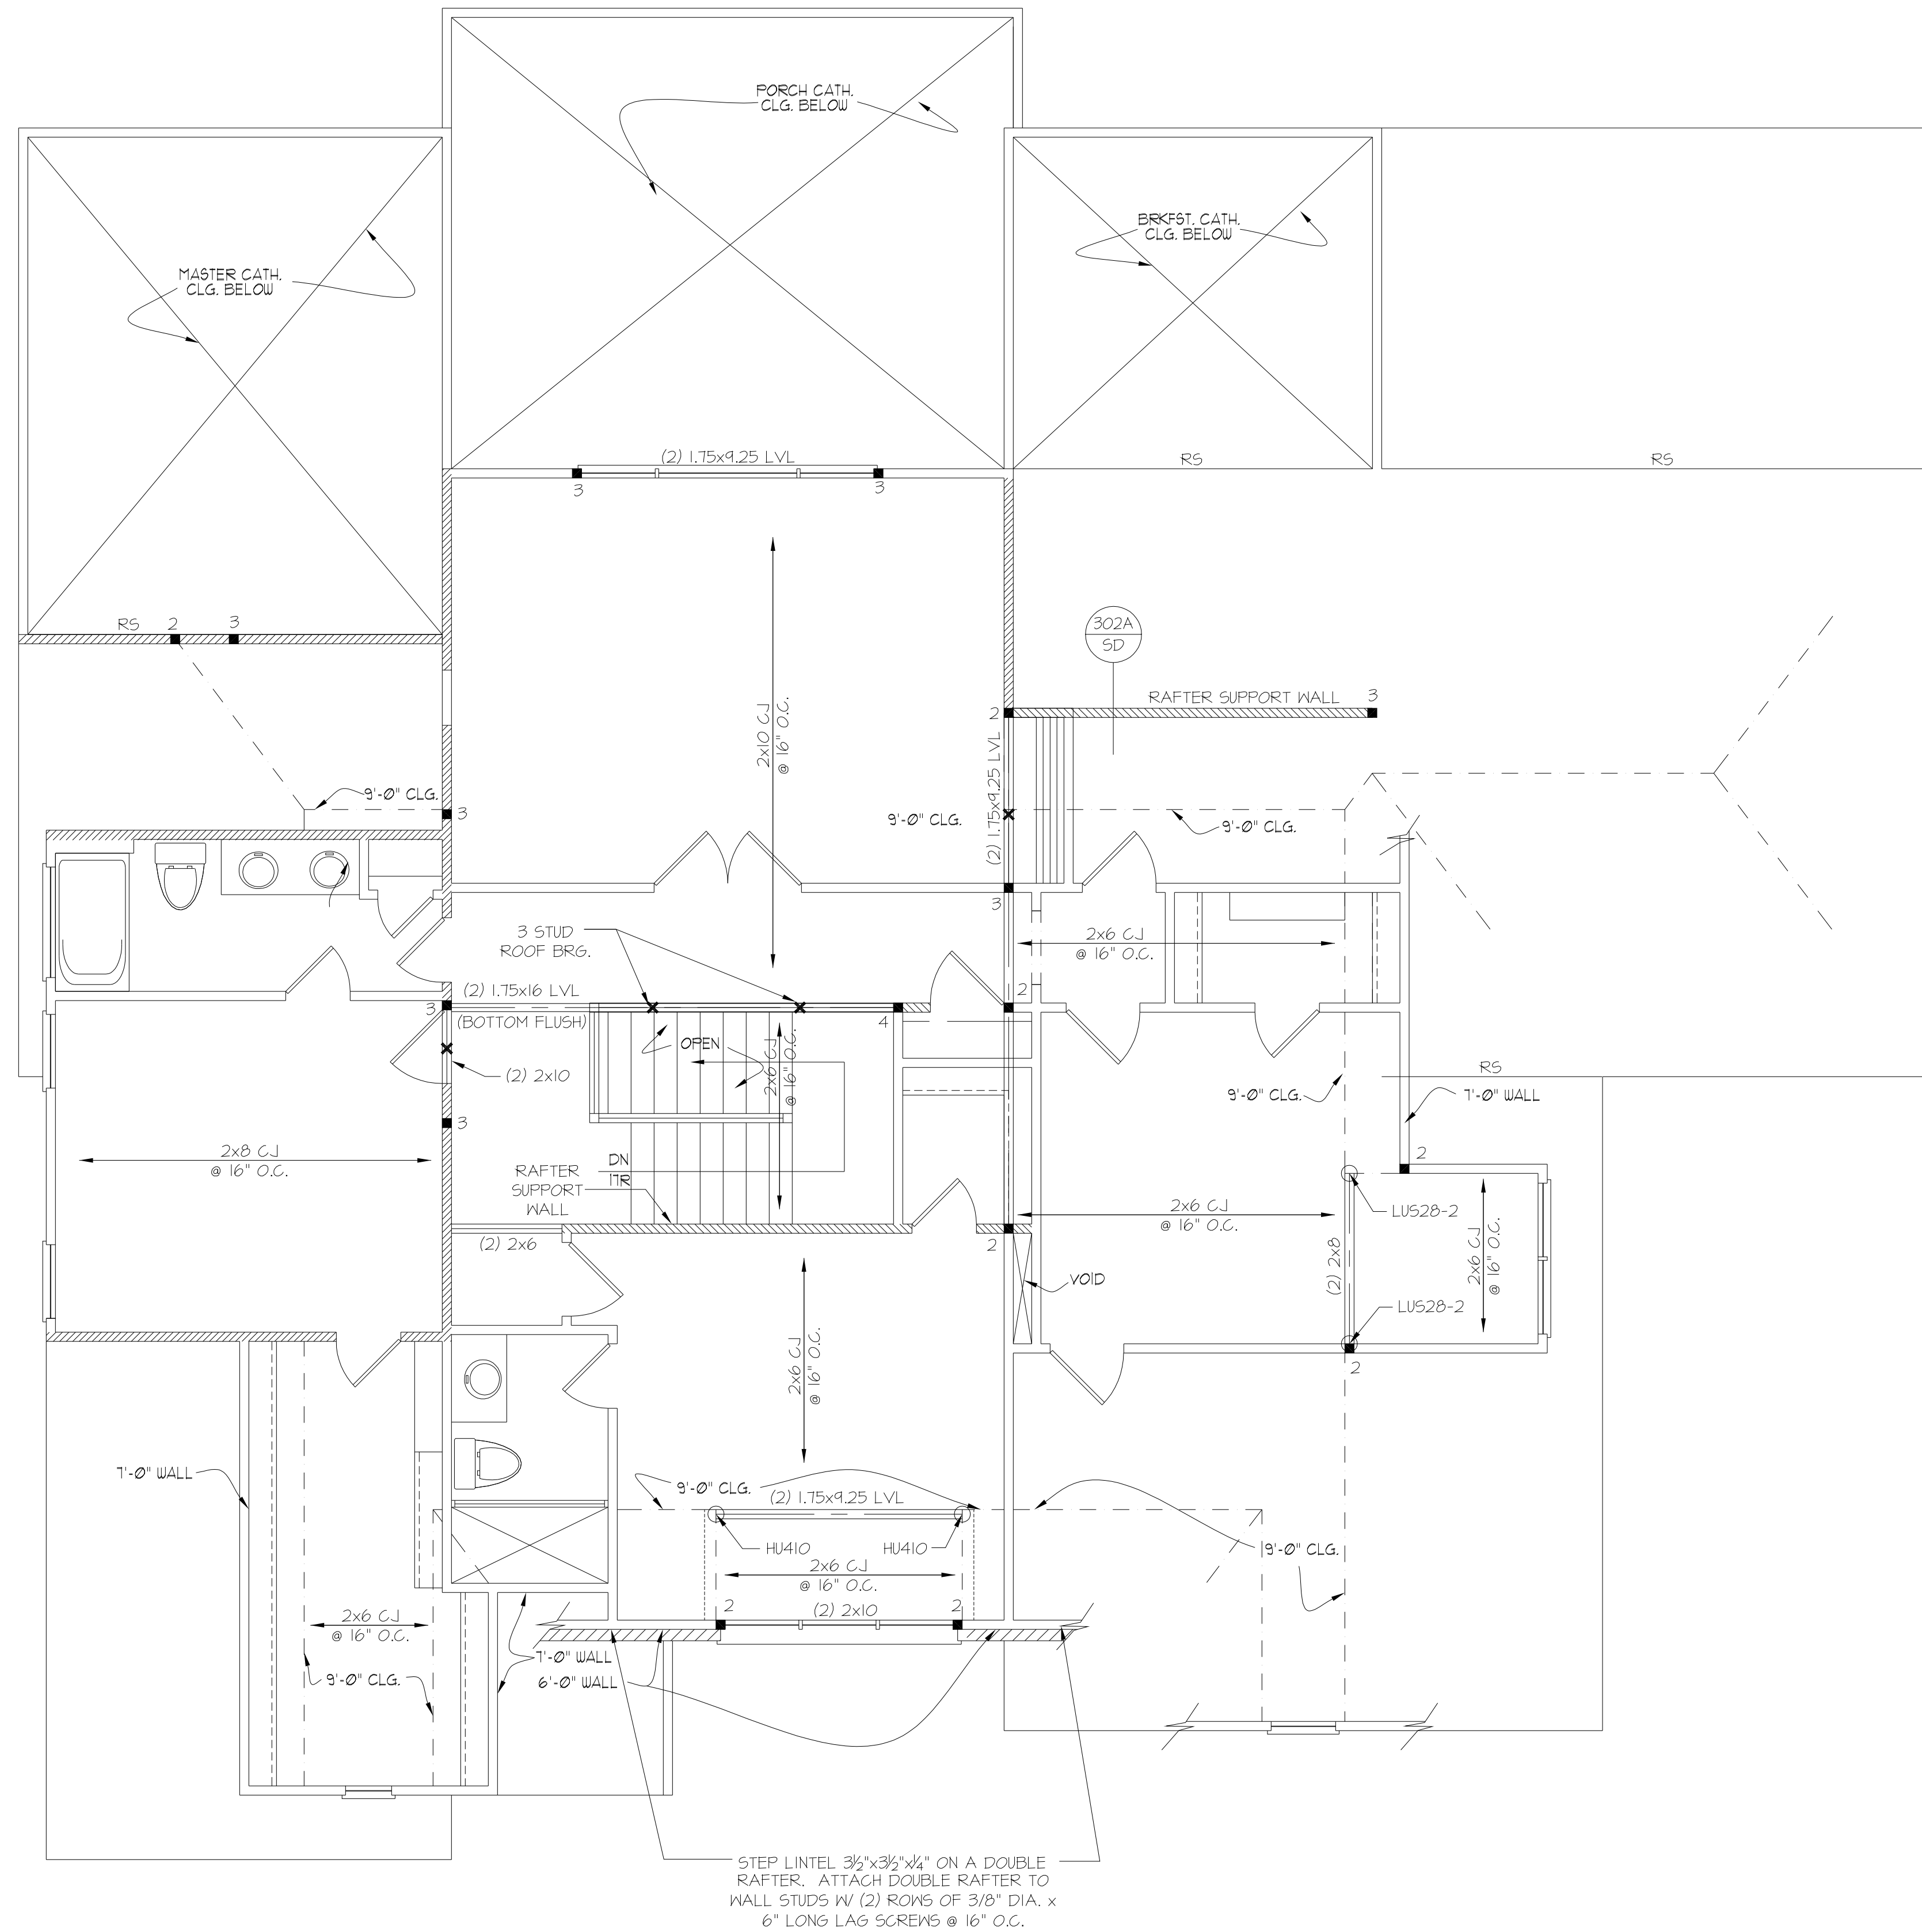 PORCH CATH.
CLG. BELOW
BRKFST. CATH.
CLG. BELOW
MASTER CATH.
CLG. BELOW
(2) 1.75x9.25 LVL
RS
RS
3
3
302A
SD
RS
2
3
RAFTER SUPPORT WALL
3
2
2x10 CJ
@ 16" O.C.
(2) 1.75x9.25 LVL
9'-0" CLG.
3
9'-0" CLG.
9'-0" CLG.
3
3 STUD
ROOF BRG.
2x6 CJ
@ 16" O.C.
(2) 1.75x16 LVL
3
(BOTTOM FLUSH)
4
2
OPEN
2x6 CJ
@ 16" O.C.
(2) 2x10
RS
9'-0" CLG.
7'-0" WALL
3
2x8 CJ
@ 16" O.C.
DN
17R
RAFTER
SUPPORT
WALL
2
2x6 CJ
@ 16" O.C.
LUS28-2
2x6 CJ
@ 16" O.C.
(2) 2x6
2
(2) 2x8
VOID
LUS28-2
2
2x6 CJ
@ 16" O.C.
7'-0" WALL
9'-0" CLG.
(2) 1.75x9.25 LVL
HU410
HU410
9'-0" CLG.
2x6 CJ
@ 16" O.C.
2
(2) 2x10
2
2x6 CJ
@ 16" O.C.
7'-0" WALL
6'-0" WALL
9'-0" CLG.
STEP LINTEL 3½"x3½"x¼" ON A DOUBLE
RAFTER. ATTACH DOUBLE RAFTER TO
WALL STUDS W/ (2) ROWS OF 3/8" DIA. x
6" LONG LAG SCREWS @ 16" O.C.